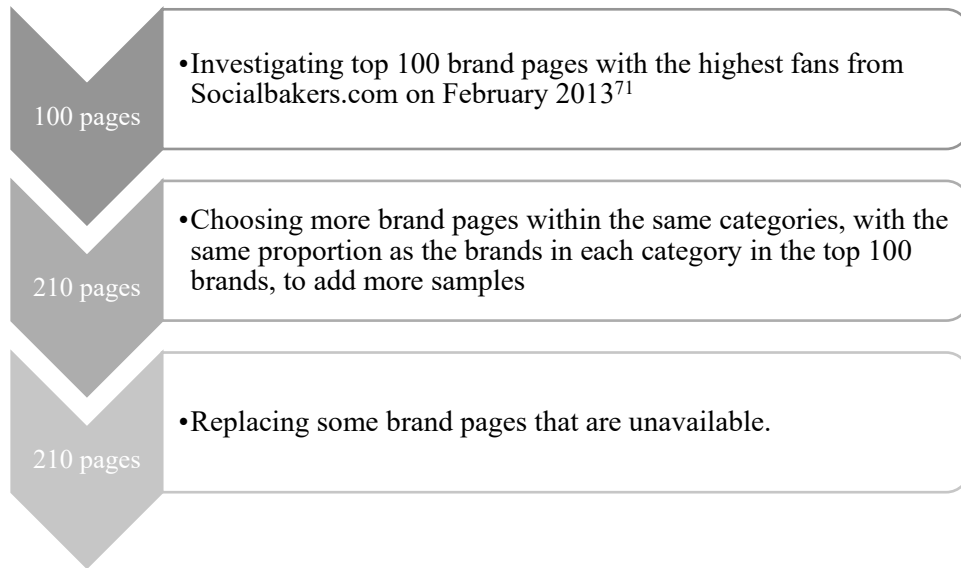 100 pages
•Investigating top 100 brand pages with the highest fans from
Socialbakers.com on February 2013⁷¹
210 pages
•Choosing more brand pages within the same categories, with the
same proportion as the brands in each category in the top 100
brands, to add more samples
210 pages
•Replacing some brand pages that are unavailable.